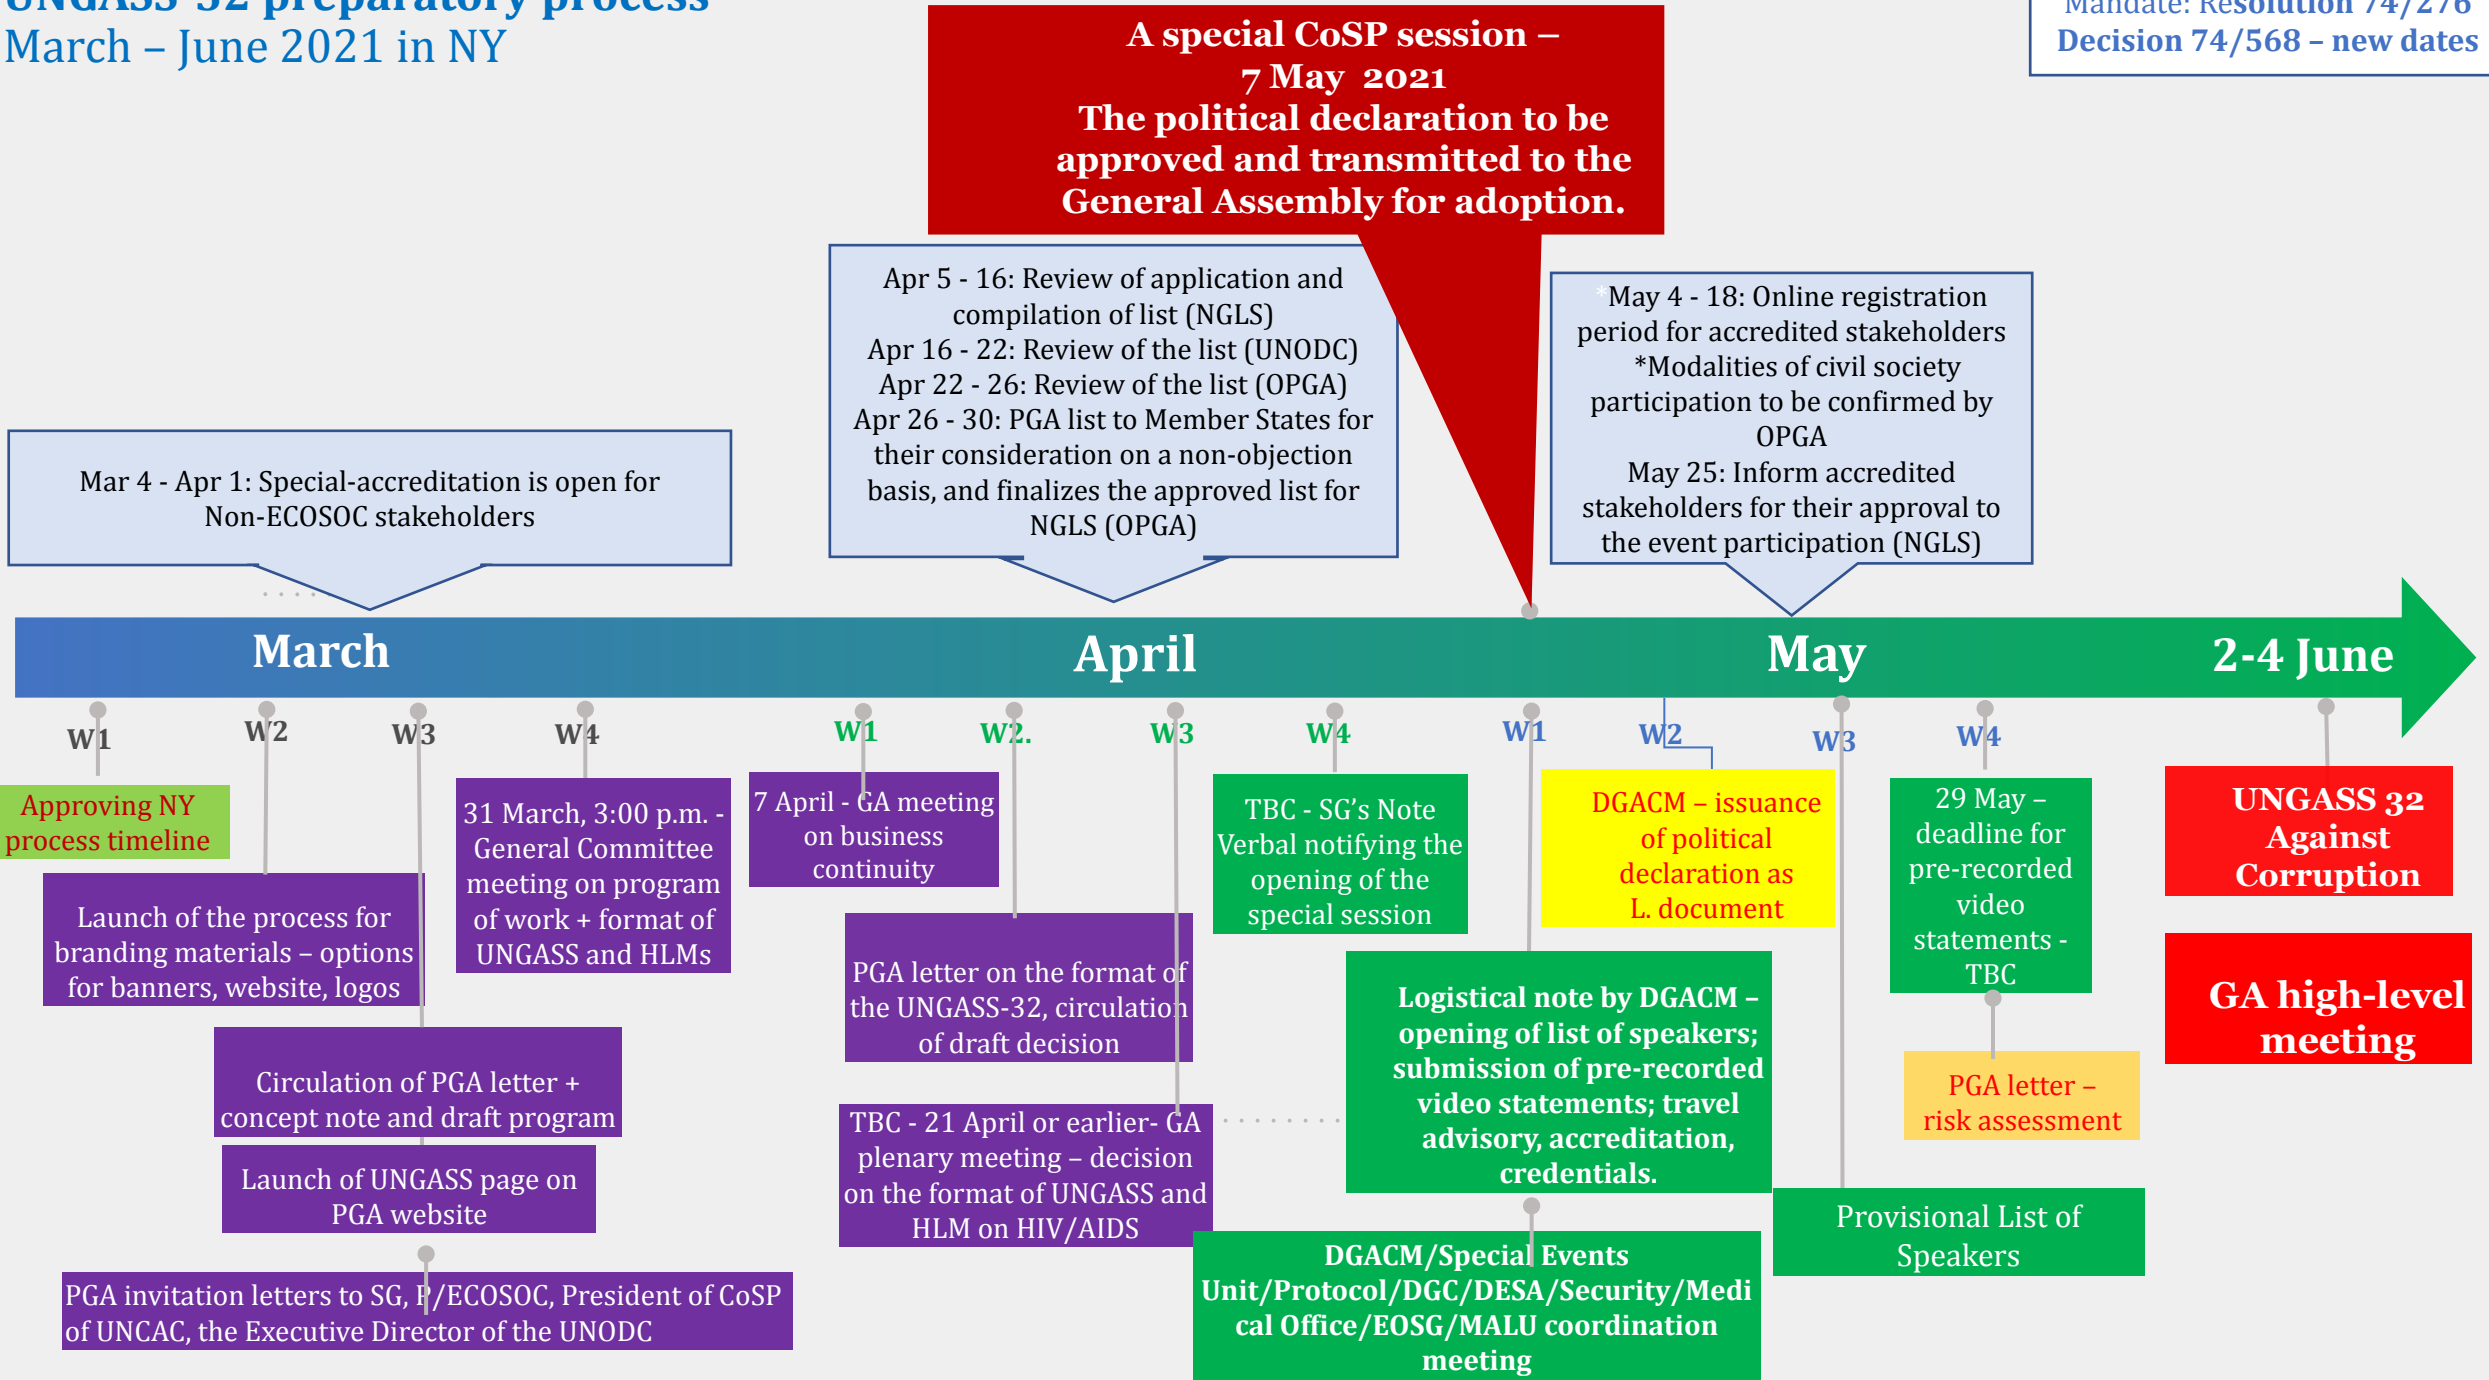 UNGASS-32 preparatory process
March – June 2021 in NY
Mandate: Resolution 74/276
Decision 74/568 – new dates
A special CoSP session –
7 May 2021
The political declaration to be
approved and transmitted to the
General Assembly for adoption.
Mar 4 - Apr 1: Special-accreditation is open for
Non-ECOSOC stakeholders
Apr 5 - 16: Review of application and
compilation of list (NGLS)
Apr 16 - 22: Review of the list (UNODC)
Apr 22 - 26: Review of the list (OPGA)
Apr 26 - 30: PGA list to Member States for
their consideration on a non-objection
basis, and finalizes the approved list for
NGLS (OPGA)
*May 4 - 18: Online registration
period for accredited stakeholders
*Modalities of civil society
participation to be confirmed by
OPGA
May 25: Inform accredited
stakeholders for their approval to
the event participation (NGLS)
March
April
May
2-4 June
W1
W2
W3
W4
W1
W2.
W3
W4
W1
W2
W3
W4
Approving NY
process timeline
Launch of the process for
branding materials – options
for banners, website, logos
Circulation of PGA letter +
concept note and draft program
Launch of UNGASS page on
PGA website
PGA invitation letters to SG, P/ECOSOC, President of CoSP
of UNCAC, the Executive Director of the UNODC
31 March, 3:00 p.m. -
General Committee
meeting on program
of work + format of
UNGASS and HLMs
7 April - GA meeting
on business
continuity
PGA letter on the format of
the UNGASS-32, circulation
of draft decision
TBC - 21 April or earlier- GA
plenary meeting – decision
on the format of UNGASS and
HLM on HIV/AIDS
TBC - SG’s Note
Verbal notifying the
opening of the
special session
Logistical note by DGACM –
opening of list of speakers;
submission of pre-recorded
video statements; travel
advisory, accreditation,
credentials.
DGACM/Special Events
Unit/Protocol/DGC/DESA/Security/Medi
cal Office/EOSG/MALU coordination
meeting
DGACM – issuance
of political
declaration as
L. document
Provisional List of
Speakers
29 May –
deadline for
pre-recorded
video
statements -
TBC
PGA letter –
risk assessment
UNGASS 32
Against
Corruption
GA high-level
meeting